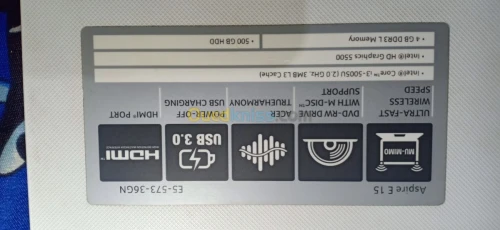 Aspire E 15
E5-573-36GN
MU-MIMO
USB 3.0
HDMI
ULTRA-FAST
WIRELESS
SPEED
DVD-RW DRIVE
WITH M-DISC™
SUPPORT
ACER
TRUEHARMONY
POWER-OFF
USB CHARGING
HDMI® PORT
• Intel® Core™ i3-5005U (2.0 GHz, 3MB L3 Cache)
• Intel® HD Graphics 5500
• 4 GB DDR3 L Memory
• 500 GB HDD